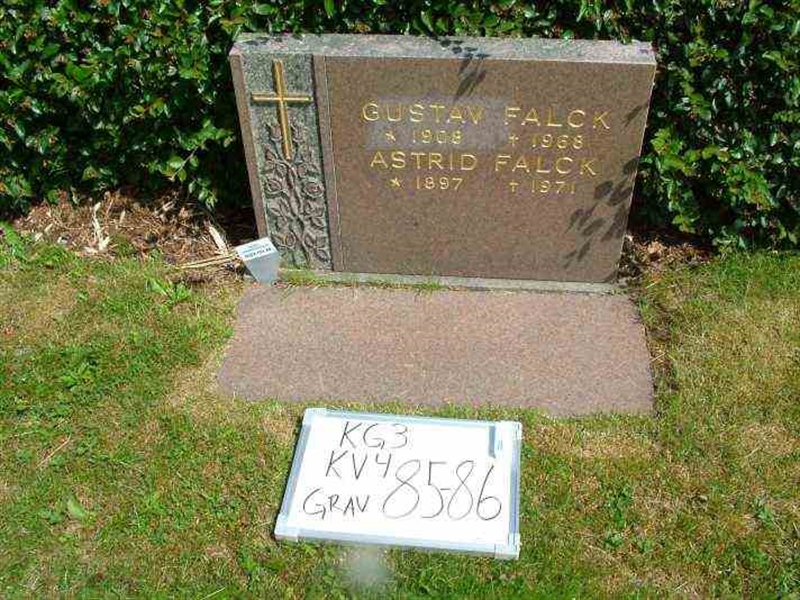 GUSTAV FALCK
* 1908 † 1968
ASTRID FALCK
* 1897 † 1971
KG3
KV4
GRAV 85-86